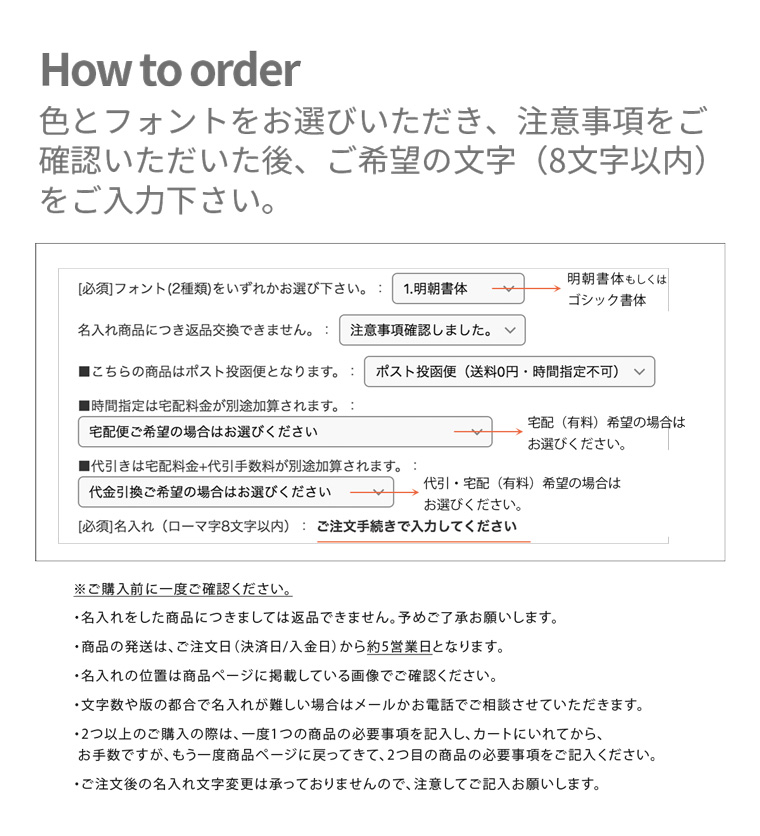 How to order
色とフォントをお選びいただき、注意事項をご
確認いただいた後、ご希望の文字（8文字以内）
をご入力下さい。
[必須]フォント(2種類)をいずれかお選び下さい。： 1.明朝書体
明朝書体もしくは
ゴシック書体
名入れ商品につき返品交換できません。： 注意事項確認しました。
■こちらの商品はポスト投函便となります。： ポスト投函便（送料0円・時間指定不可）
■時間指定は宅配料金が別途加算されます。：
宅配便ご希望の場合はお選びください
宅配（有料）希望の場合は
お選びください。
■代引きは宅配料金+代引手数料が別途加算されます。：
代金引換ご希望の場合はお選びください
代引・宅配（有料）希望の場合は
お選びください。
[必須]名入れ（ローマ字8文字以内）： ご注文手続きで入力してください
※ご購入前に一度ご確認ください。
・名入れをした商品につきましては返品できません。予めご了承お願いします。
・商品の発送は、ご注文日（決済日/入金日）から約5営業日となります。
・名入れの位置は商品ページに掲載している画像でご確認ください。
・文字数や版の都合で名入れが難しい場合はメールかお電話でご相談させていただきます。
・2つ以上のご購入の際は、一度1つの商品の必要事項を記入し、カートにいれてから、
お手数ですが、もう一度商品ページに戻ってきて、2つ目の商品の必要事項をご記入ください。
・ご注文後の名入れ文字変更は承っておりませんので、注意してご記入お願いします。